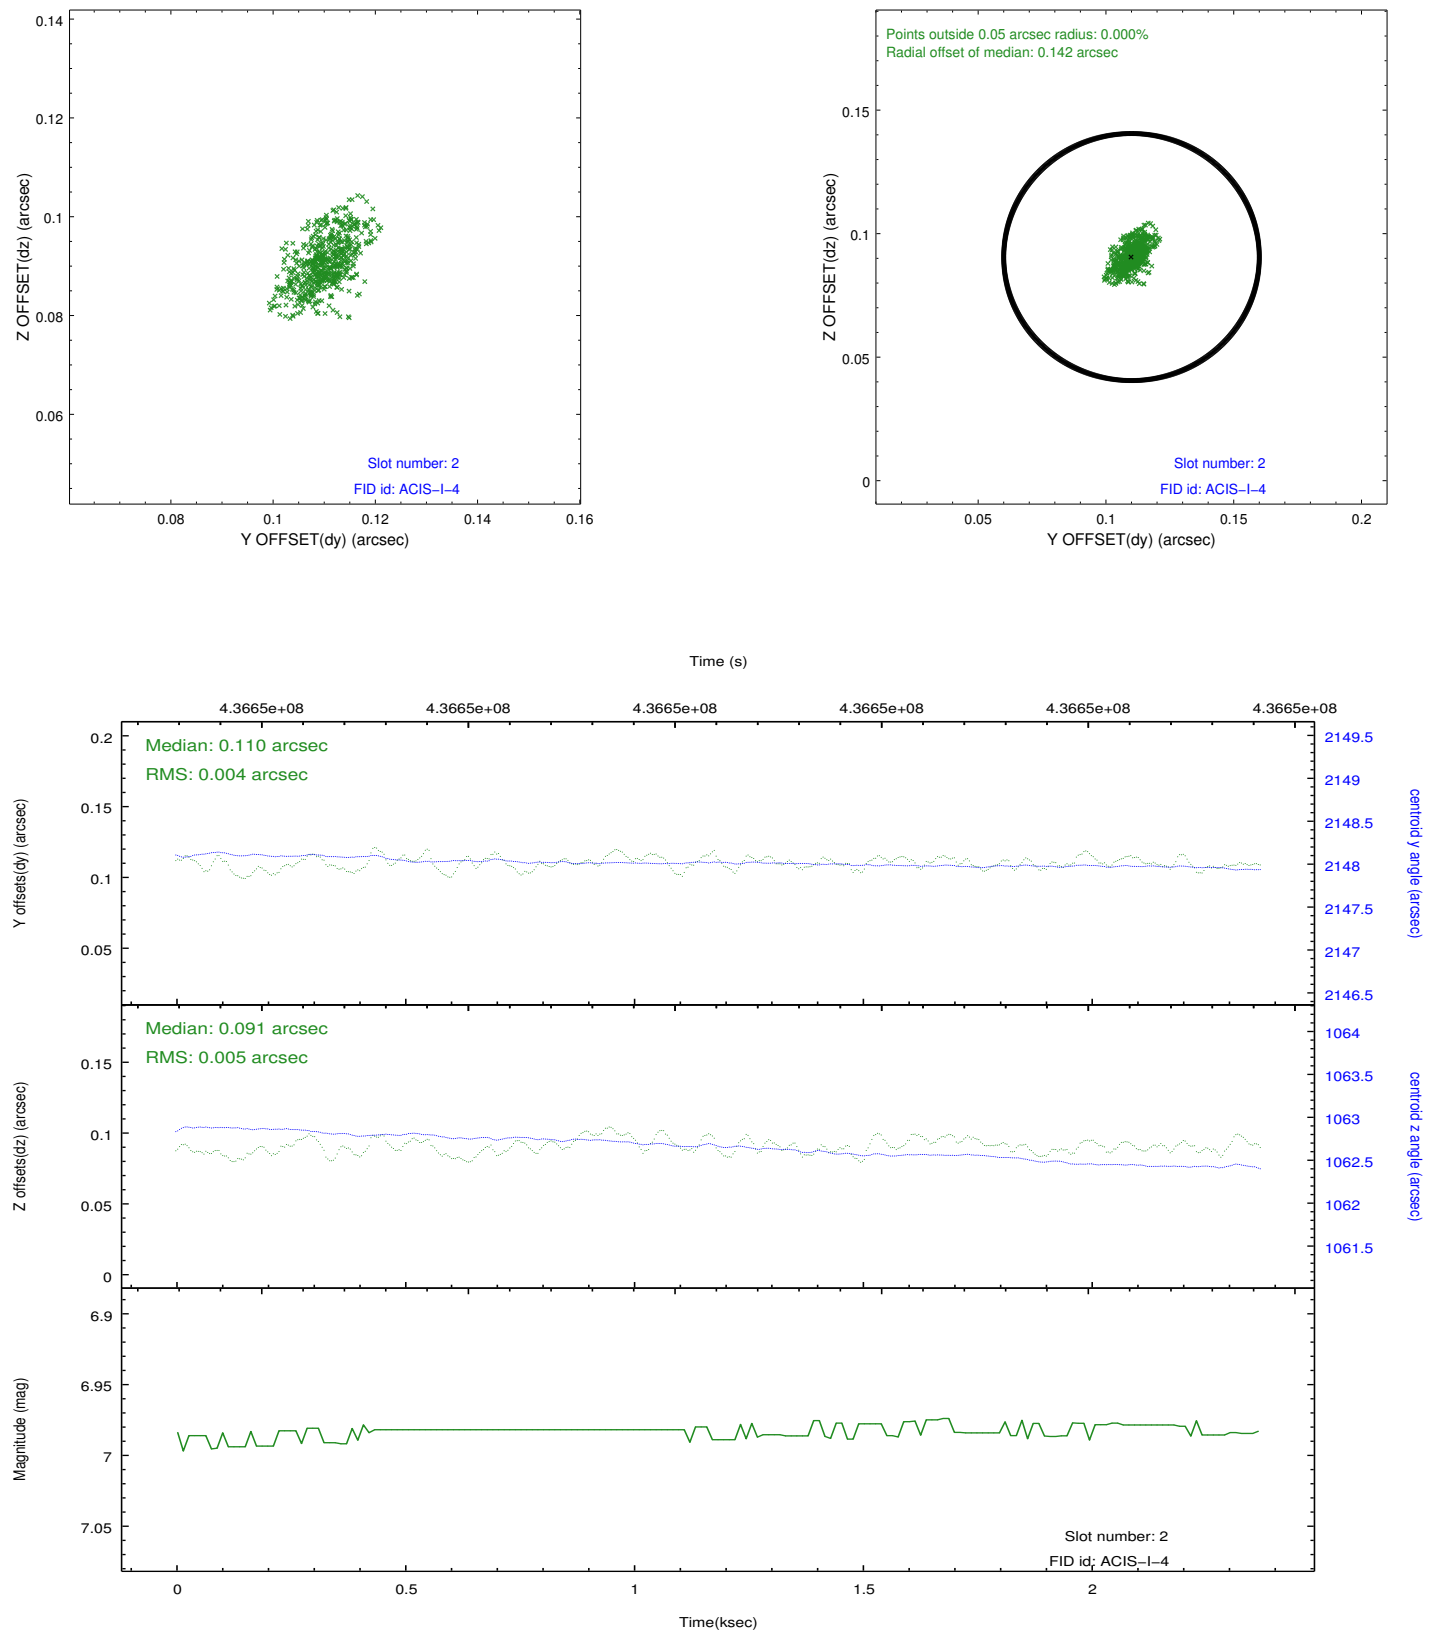 0.14
0.12
0.1
0.08
0.06
Z OFFSET(dz) (arcsec)
Slot number: 2
FID id: ACIS−I−4
0.08 0.1 0.12 0.14 0.16
Y OFFSET(dy) (arcsec)
Points outside 0.05 arcsec radius: 0.000%
Radial offset of median: 0.142 arcsec
0.15
0.1
0.05
0
Z OFFSET(dz) (arcsec)
Slot number: 2
FID id: ACIS−I−4
0.05 0.1 0.15 0.2
Y OFFSET(dy) (arcsec)
Time (s)
4.3665e+08 4.3665e+08 4.3665e+08 4.3665e+08 4.3665e+08 4.3665e+08
Median: 0.110 arcsec
RMS: 0.004 arcsec
0.2
0.15
0.1
0.05
Y offsets(dy) (arcsec)
2149.5
2149
2148.5
2148
2147.5
2147
2146.5
centroid y angle (arcsec)
Median: 0.091 arcsec
RMS: 0.005 arcsec
0.15
0.1
0.05
0
Z offsets(dz) (arcsec)
1064
1063.5
1063
1062.5
1062
1061.5
centroid z angle (arcsec)
6.9
6.95
7
7.05
Magnitude (mag)
Slot number: 2
FID id: ACIS−I−4
0 0.5 1 1.5 2
Time(ksec)